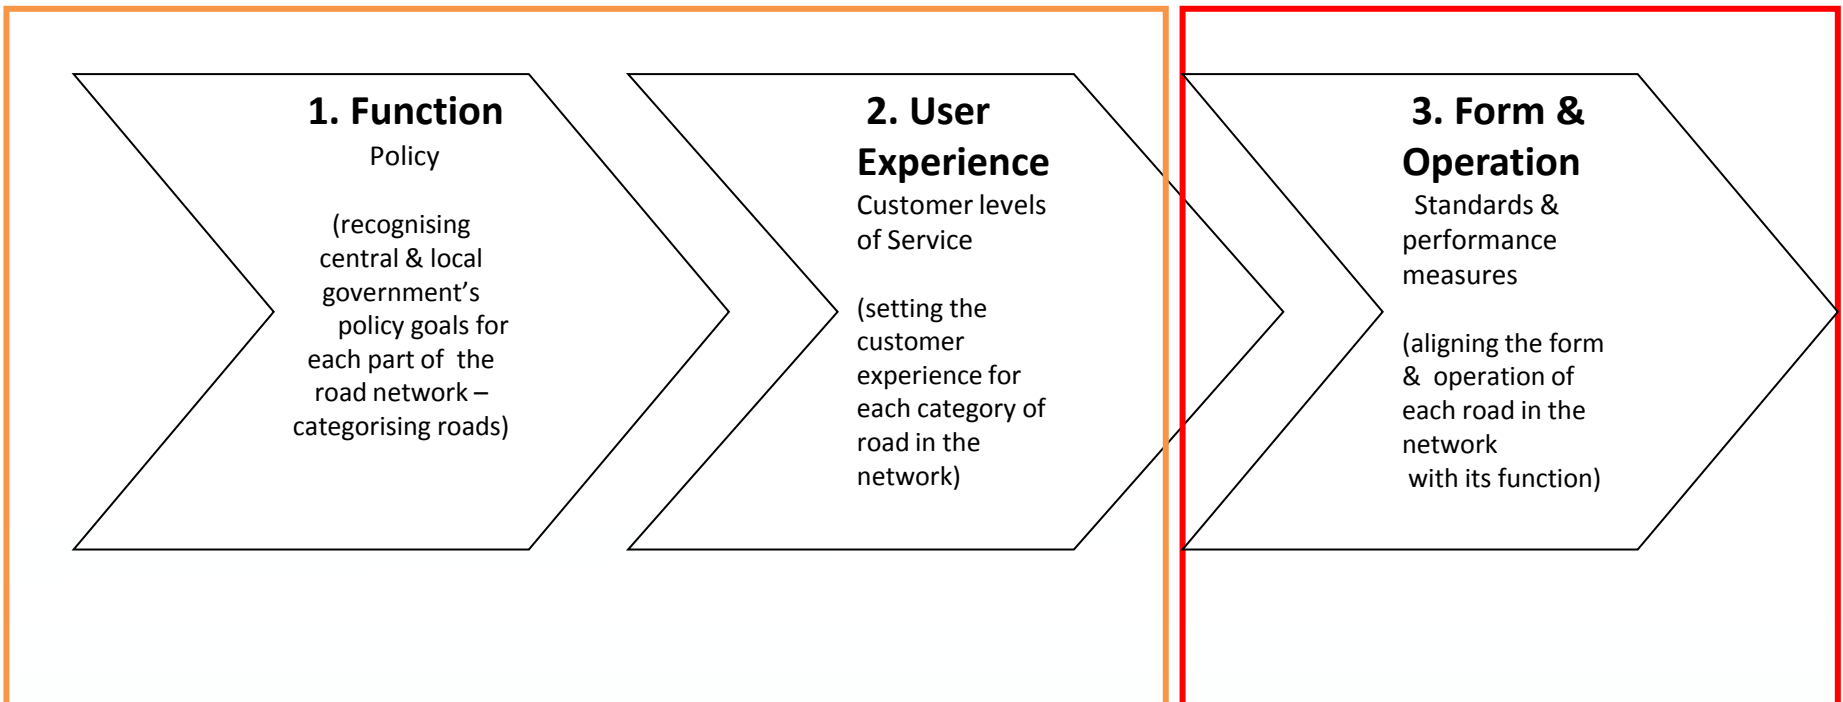 1. Function
Policy
(recognising
central & local
government’s
policy goals for
each part of the
road network –
categorising roads)
2. User
Experience
Customer levels
of Service
(setting the
customer
experience for
each category of
road in the
network)
3. Form &
Operation
Standards &
performance
measures
(aligning the form
& operation of
each road in the
network
with its function)